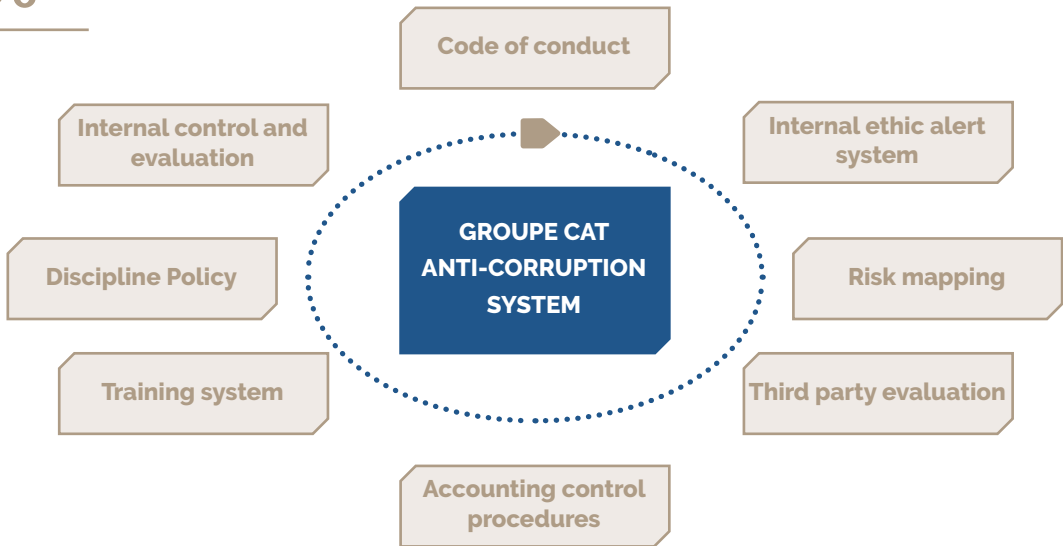 Code of conduct
Internal control and
evaluation
Internal ethic alert
system
GROUPE CAT
ANTI-CORRUPTION
SYSTEM
Discipline Policy
Risk mapping
Training system
Third party evaluation
Accounting control
procedures